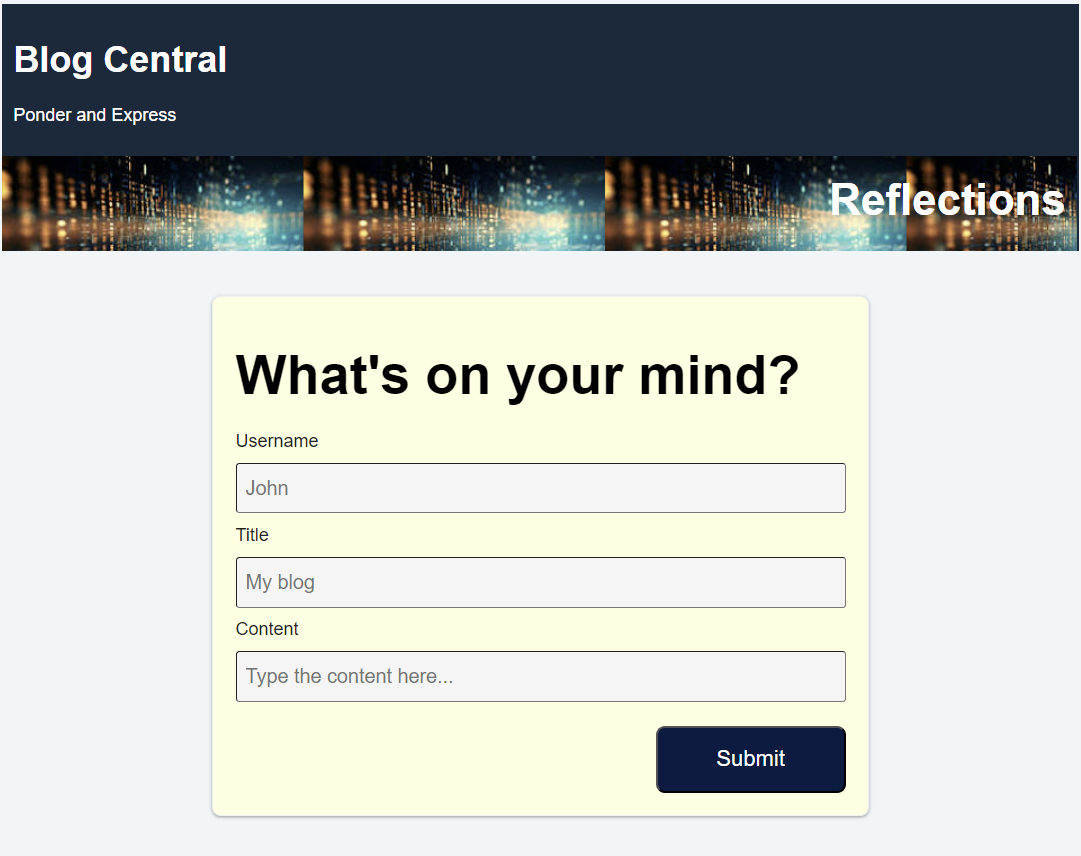 Blog Central
Ponder and Express
Reflections
What's on your mind?
Username
John
Title
My blog
Content
Type the content here...
Submit